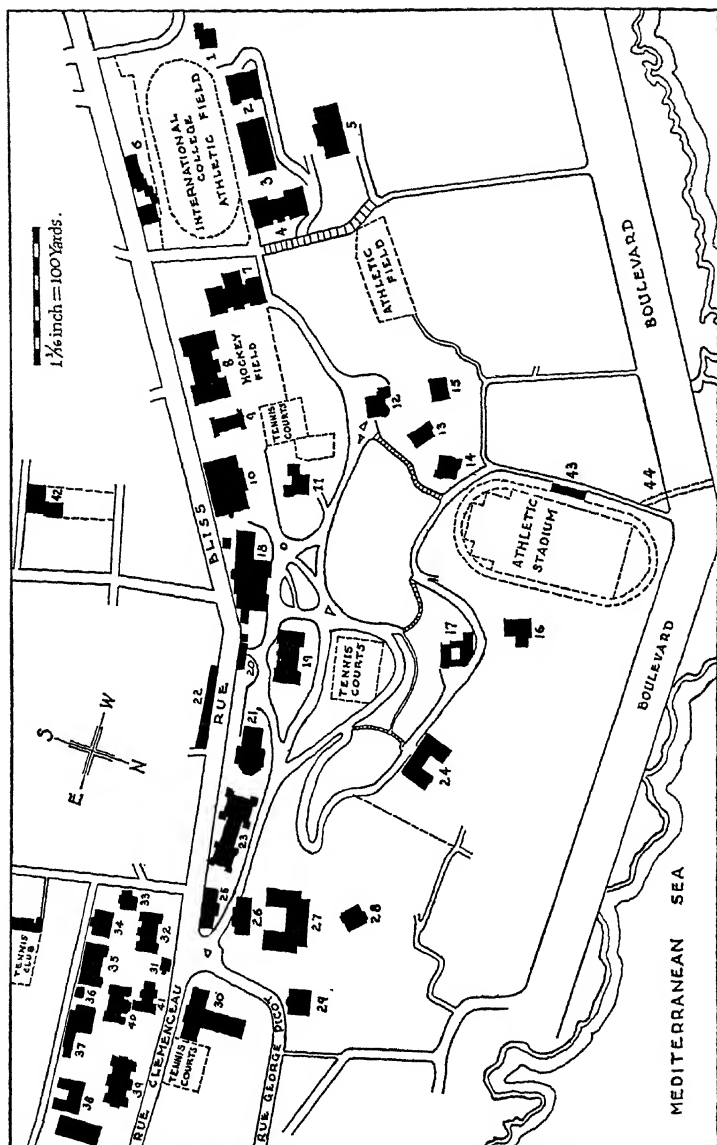 1 1/16 inch = 100 Yards.
S
W
E
N
TENNIS
CLUB
42
37
36
35
34
33
38
40
41
31
32
39
RUE CLEMENCEAU
TENNIS
COURTS
30
RUE GEORGE PICOT
22
RUE BLISS
6
INTERNATIONAL
COLLEGE
ATHLETIC FIELD
1
2
3
4
5
7
8
HOCKEY
FIELD
9
TENNIS
COURTS
10
11
18
20
19
21
23
25
26
27
28
29
TENNIS
COURTS
24
17
16
12
13
14
15
ATHLETIC
FIELD
ATHLETIC
STADIUM
43
44
BOULEVARD
BOULEVARD
MEDITERRANEAN SEA